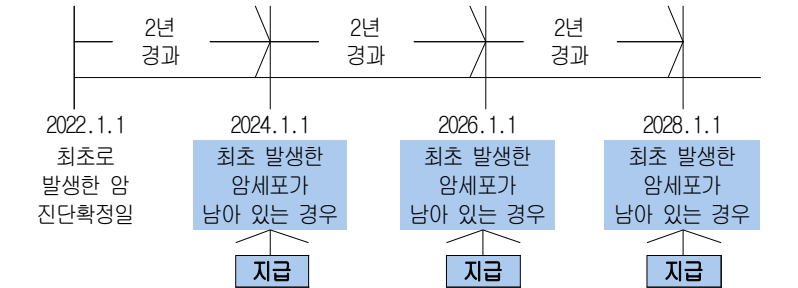 2년 2년 2년
경과 경과 경과
2022.1.1 2024.1.1 2026.1.1 2028.1.1
최초로 최초 발생한 최초 발생한 최초 발생한
발생한 암 암세포가 암세포가 암세포가
진단확정일 남아 있는 경우 남아 있는 경우 남아 있는 경우
지급 지급 지급